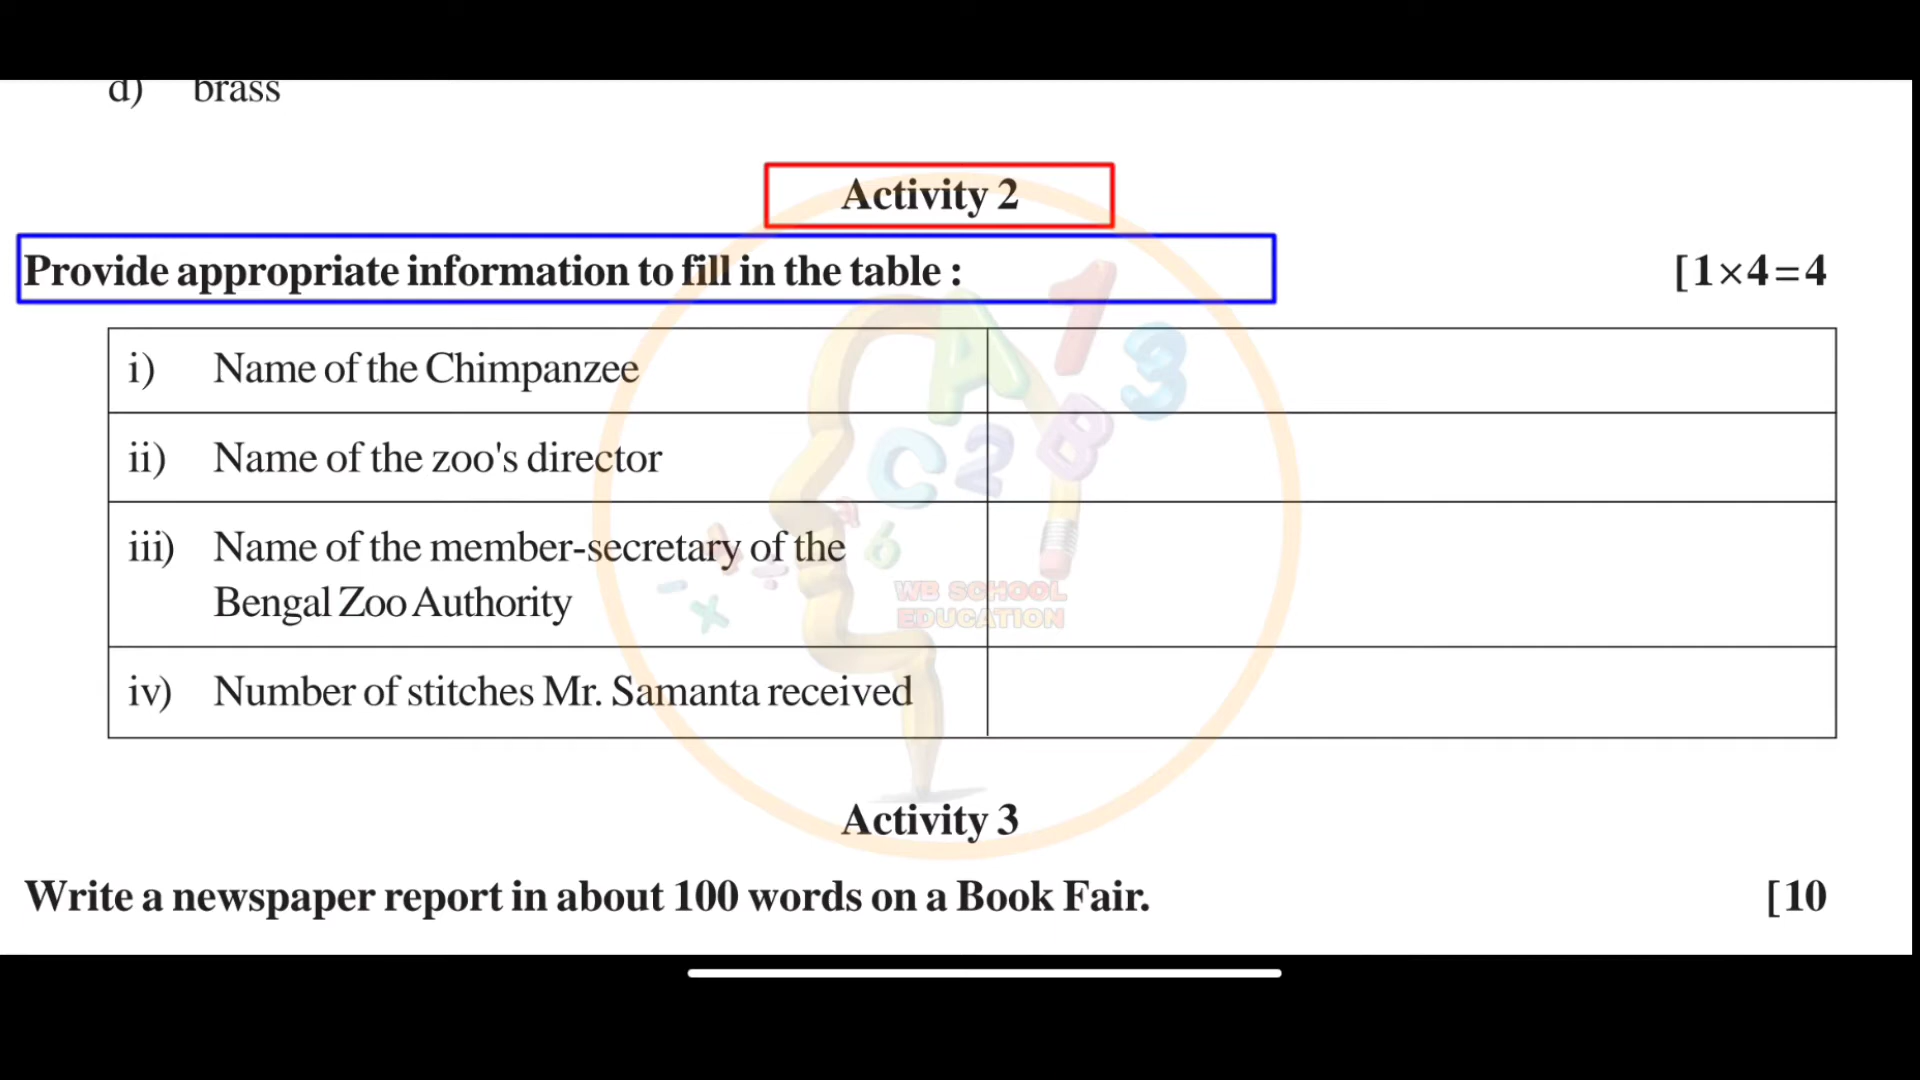 d) brass
Activity 2
Provide appropriate information to fill in the table : [1×4=4
i) Name of the Chimpanzee
ii) Name of the zoo's director
iii) Name of the member-secretary of the
Bengal Zoo Authority
iv) Number of stitches Mr. Samanta received
A 1 3
C 2 B
WB SCHOOL
EDUCATION
Activity 3
Write a newspaper report in about 100 words on a Book Fair. [10